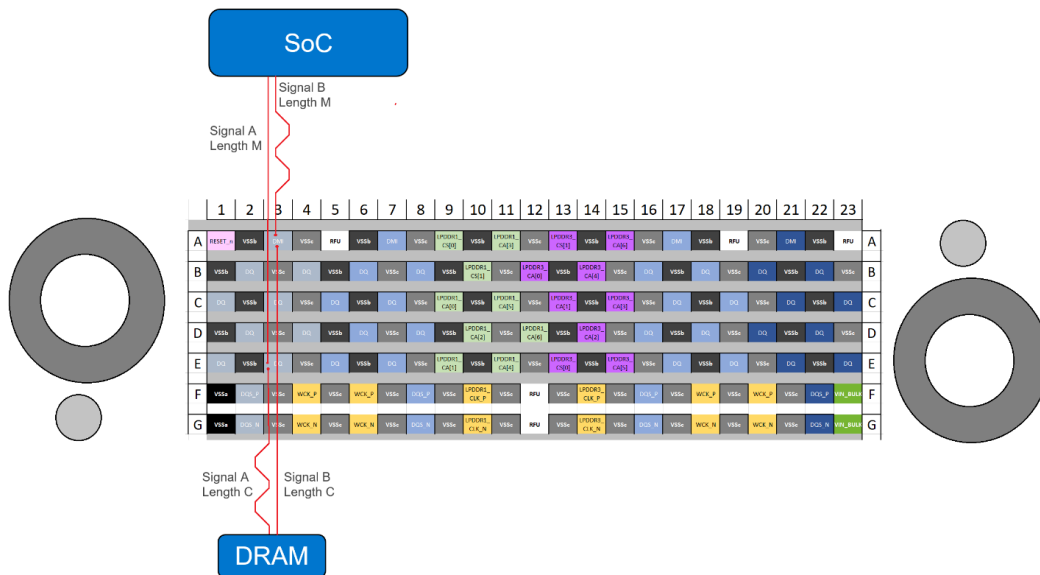 SoC
Signal B
Length M
Signal A
Length M
1 2 3 4 5 6 7 8 9 10 11 12 13 14 15 16 17 18 19 20 21 22 23
A RESET_n VSSb DMI VSSc RFU VSSb DMI VSSc LPDDR1_CS[0] VSSb LPDDR1_CA[3] VSSc LPDDR3_CS[1] VSSb LPDDR3_CA[6] VSSc DMI VSSb RFU VSSc DMI VSSb RFU A
B VSSb DQ VSSc DQ VSSb DQ VSSc DQ VSSb LPDDR1_CS[1] VSSc LPDDR3_CA[0] VSSb LPDDR3_CA[4] VSSc DQ VSSb DQ VSSc DQ VSSb DQ VSSc B
C DQ VSSb DQ VSSc DQ VSSb DQ VSSc LPDDR1_CA[0] VSSb LPDDR1_CA[5] VSSc LPDDR3_CA[1] VSSb LPDDR3_CA[3] VSSc DQ VSSb DQ VSSc DQ VSSb DQ C
D VSSb DQ VSSc DQ VSSb DQ VSSc DQ VSSb LPDDR1_CA[2] VSSc LPDDR1_CA[6] VSSb LPDDR3_CA[2] VSSc DQ VSSb DQ VSSc DQ VSSb DQ VSSc D
E DQ VSSb DQ VSSc DQ VSSb DQ VSSc LPDDR1_CA[1] VSSb LPDDR1_CA[4] VSSc LPDDR3_CS[0] VSSb LPDDR3_CA[5] VSSc DQ VSSb DQ VSSc DQ VSSb DQ E
F VSSa DQS_P VSSc WCK_P VSSc WCK_P VSSc DQS_P VSSc LPDDR1_CLK_P VSSc RFU VSSc LPDDR3_CLK_P VSSc DQS_P VSSc WCK_P VSSc WCK_P VSSc DQS_P VIN_BULK F
G VSSa DQS_N VSSc WCK_N VSSc WCK_N VSSc DQS_N VSSc LPDDR1_CLK_N VSSc RFU VSSc LPDDR3_CLK_N VSSc DQS_N VSSc WCK_N VSSc WCK_N VSSc DQS_N VIN_BULK G
Signal A
Length C
Signal B
Length C
DRAM